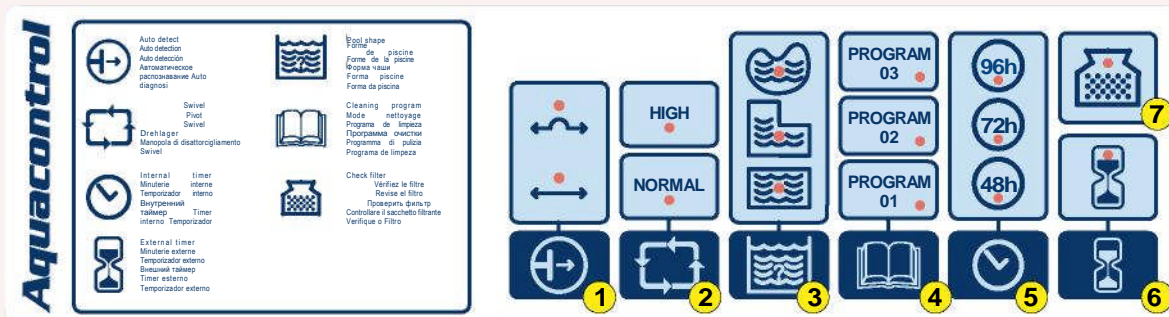 Aquacontrol
Auto detect
Auto detection
Auto detección
Автоматическое
распознавание Auto
diagnosi
Swivel
Pivot
Swivel
Drehlager
Manopola di disattorcigliamento
Swivel
Internal timer
Minuterie interne
Temporizador interno
Внутренний
таймер Timer
interno Temporizador
External timer
Minuterie externe
Temporizador externo
Внешний таймер
Timer esterno
Temporizador externo
Pool shape
Forme
de piscine
Forme de la piscine
Форма чаши
Forma piscine
Forma da piscina
Cleaning program
Mode nettoyage
Programa de limpieza
Программа очистки
Programma di pulizia
Programa de limpeza
Check filter
Vérifiez le filtre
Revise el filtro
Проверить фильтр
Controllare il sacchetto filtrante
Verifique o Filtro
HIGH
NORMAL
PROGRAM
03
PROGRAM
02
PROGRAM
01
96h
72h
48h
?
?
1
2
3
4
5
6
7